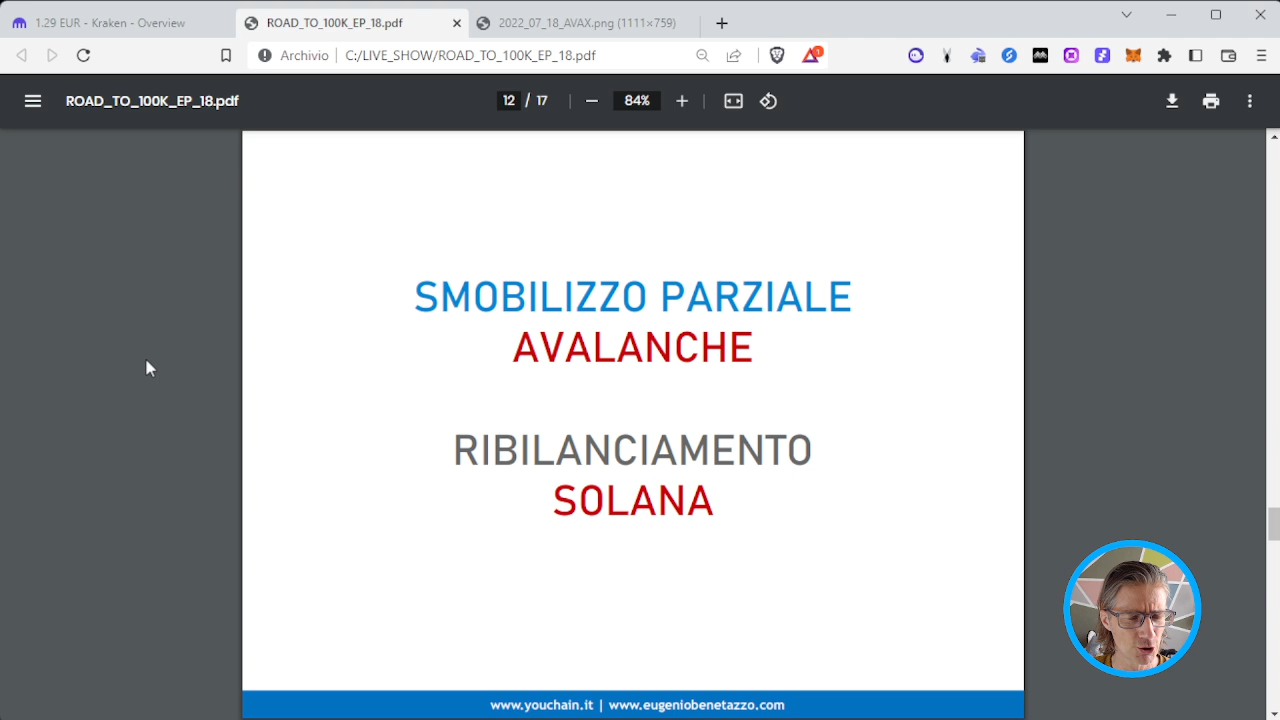 1.29 EUR - Kraken - Overview
ROAD_TO_100K_EP_18.pdf
2022_07_18_AVAX.png (1111×759)
Archivio
C:/LIVE_SHOW/ROAD_TO_100K_EP_18.pdf
1
ROAD_TO_100K_EP_18.pdf
12 / 17
84%
SMOBILIZZO PARZIALE
AVALANCHE
RIBILANCIAMENTO
SOLANA
www.youchain.it | www.eugeniobenetazzo.com